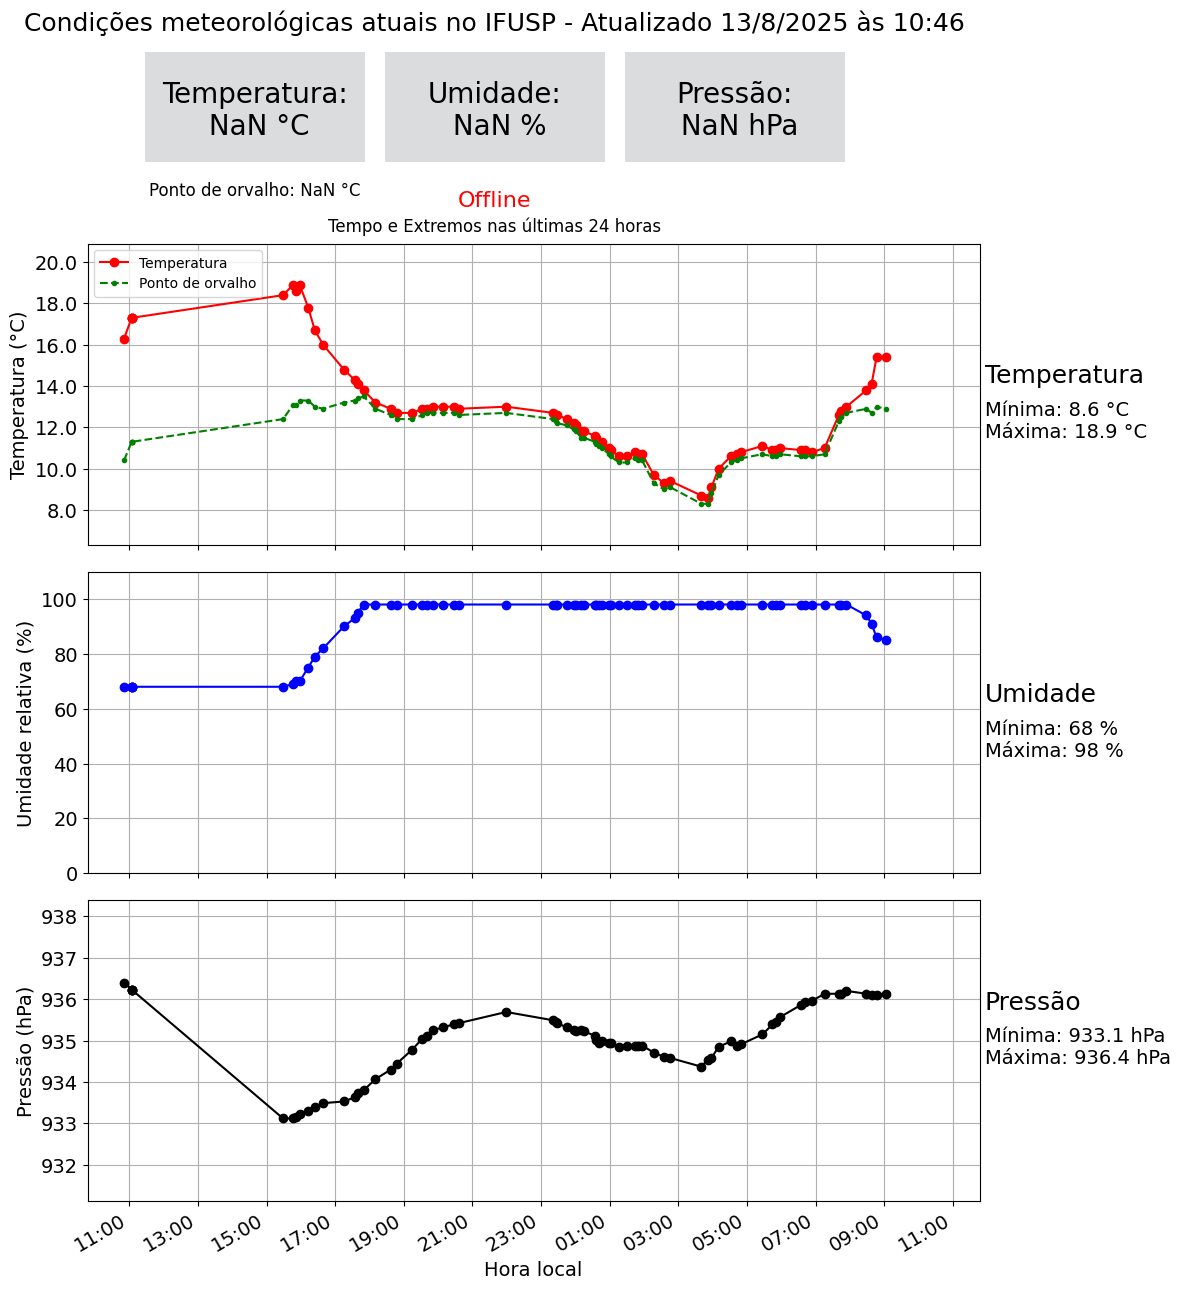 Condições meteorológicas atuais no IFUSP - Atualizado 13/8/2025 às 10:46
Temperatura:
NaN °C
Umidade:
NaN %
Pressão:
NaN hPa
Ponto de orvalho: NaN °C
Offline
Tempo e Extremos nas últimas 24 horas
Temperatura
Ponto de orvalho
Temperatura (°C)
20.0
18.0
16.0
14.0
12.0
10.0
8.0
Temperatura
Mínima: 8.6 °C
Máxima: 18.9 °C
Umidade relativa (%)
100
80
60
40
20
0
Umidade
Mínima: 68 %
Máxima: 98 %
Pressão (hPa)
938
937
936
935
934
933
932
Pressão
Mínima: 933.1 hPa
Máxima: 936.4 hPa
11:00 13:00 15:00 17:00 19:00 21:00 23:00 01:00 03:00 05:00 07:00 09:00 11:00
Hora local